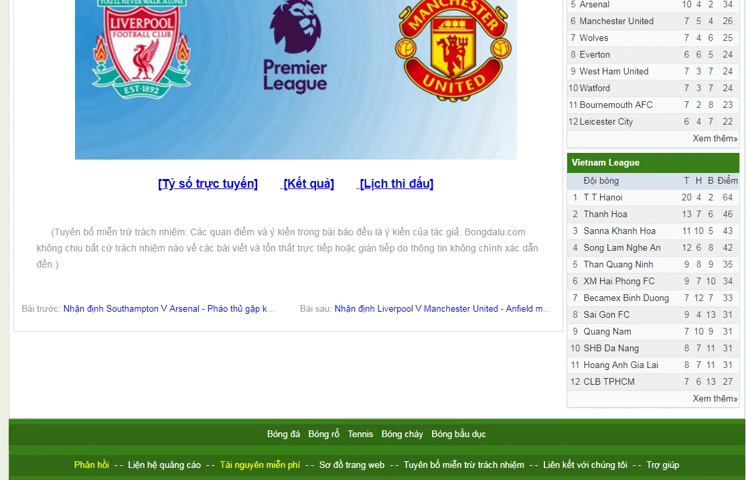 YOU'LL NEVER WALK ALONE
LIVERPOOL
FOOTBALL CLUB
EST·1892
Premier
League
MANCHESTER
UNITED
[Tỷ số trực tuyến] [Kết quả] [Lịch thi đấu]
(Tuyên bố miễn trừ trách nhiệm: Các quan điểm và ý kiến trong bài báo đều là ý kiến của tác giả. Bongdalu.com
không chịu bất cứ trách nhiệm nào về các bài viết và tổn thất trực tiếp hoặc gián tiếp do thông tin không chính xác dẫn
đến.)
Bài trước: Nhận định Southampton V Arsenal - Pháo thủ gặp k... Bài sau: Nhận định Liverpool V Manchester United - Anfield m...
5 Arsenal 10 4 2 34
6 Manchester United 7 5 4 26
7 Wolves 7 4 6 25
8 Everton 6 6 5 24
9 West Ham United 7 3 7 24
10 Watford 7 3 7 24
11 Bournemouth AFC 7 2 8 23
12 Leicester City 6 4 7 22
Xem thêm»
Vietnam League
Đội bóng T H B Điểm
1 T T Hanoi 20 4 2 64
2 Thanh Hoa 13 7 6 46
3 Sanna Khanh Hoa 11 10 5 43
4 Song Lam Nghe An 12 6 8 42
5 Than Quang Ninh 9 8 9 35
6 XM Hai Phong FC 9 7 10 34
7 Becamex Binh Duong 7 12 7 33
8 Sai Gon FC 9 4 13 31
9 Quang Nam 7 10 9 31
10 SHB Da Nang 8 7 11 31
11 Hoang Anh Gia Lai 8 7 11 31
12 CLB TPHCM 7 6 13 27
Xem thêm»
Bóng đá Bóng rổ Tennis Bóng chày Bóng bầu dục
Phản hồi -- Liện hệ quảng cáo -- Tài nguyên miễn phí -- Sơ đồ trang web -- Tuyên bố miễn trừ trách nhiệm -- Liên kết với chúng tôi -- Trợ giúp